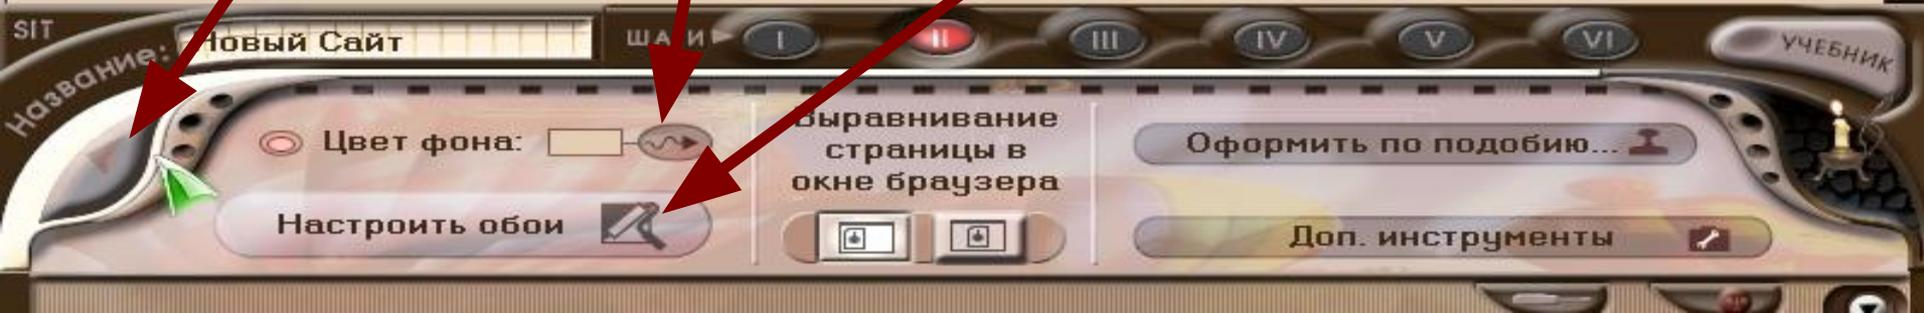 SIT
Название:
Новый Сайт
ШАГИ
I
II
III
IV
V
VI
УЧЕБНИК
Цвет фона:
Настроить обои
Выравнивание
страницы в
окне браузера
Оформить по подобию...
Доп. инструменты